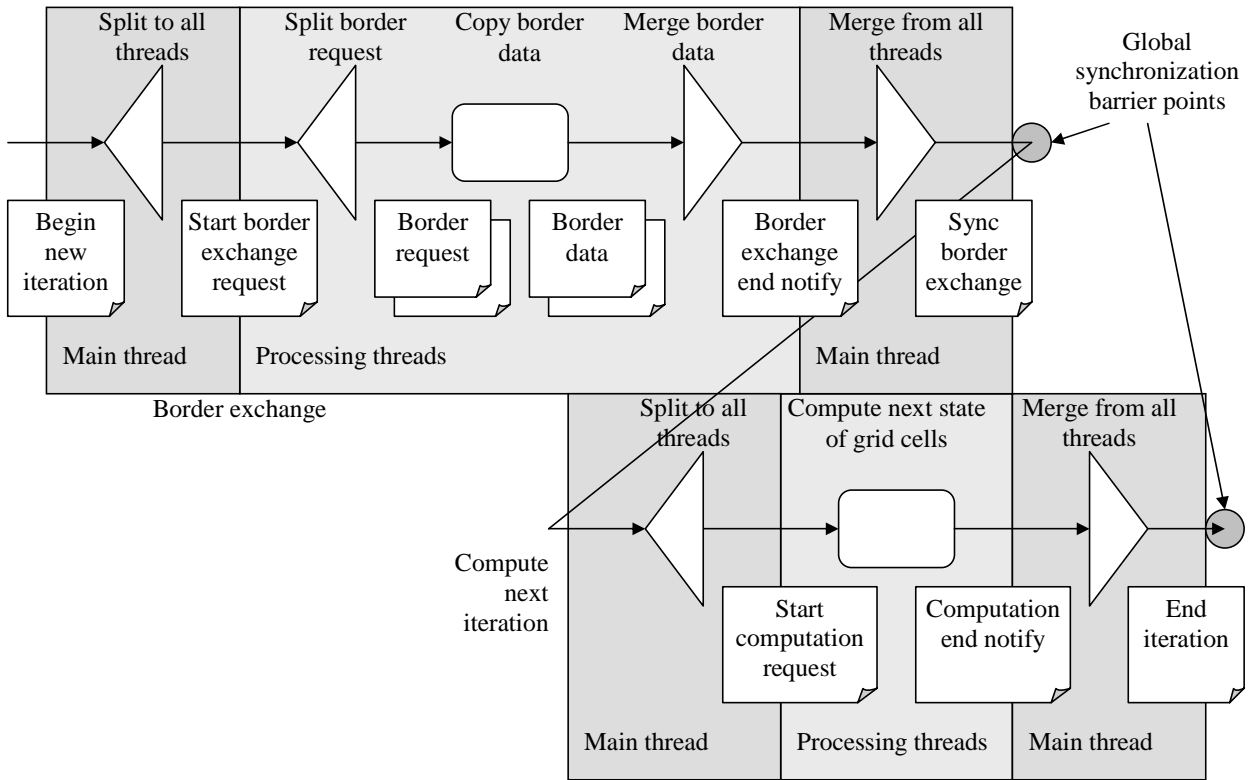 Split to all
threads
Split border
request
Copy border
data
Merge border
data
Merge from all
threads
Global
synchronization
barrier points
Begin
new
iteration
Start border
exchange
request
Border
request
Border
data
Border
exchange
end notify
Sync
border
exchange
Main thread
Processing threads
Main thread
Border exchange
Split to all
threads
Compute next state
of grid cells
Merge from all
threads
Compute
next
iteration
Start
computation
request
Computation
end notify
End
iteration
Main thread
Processing threads
Main thread